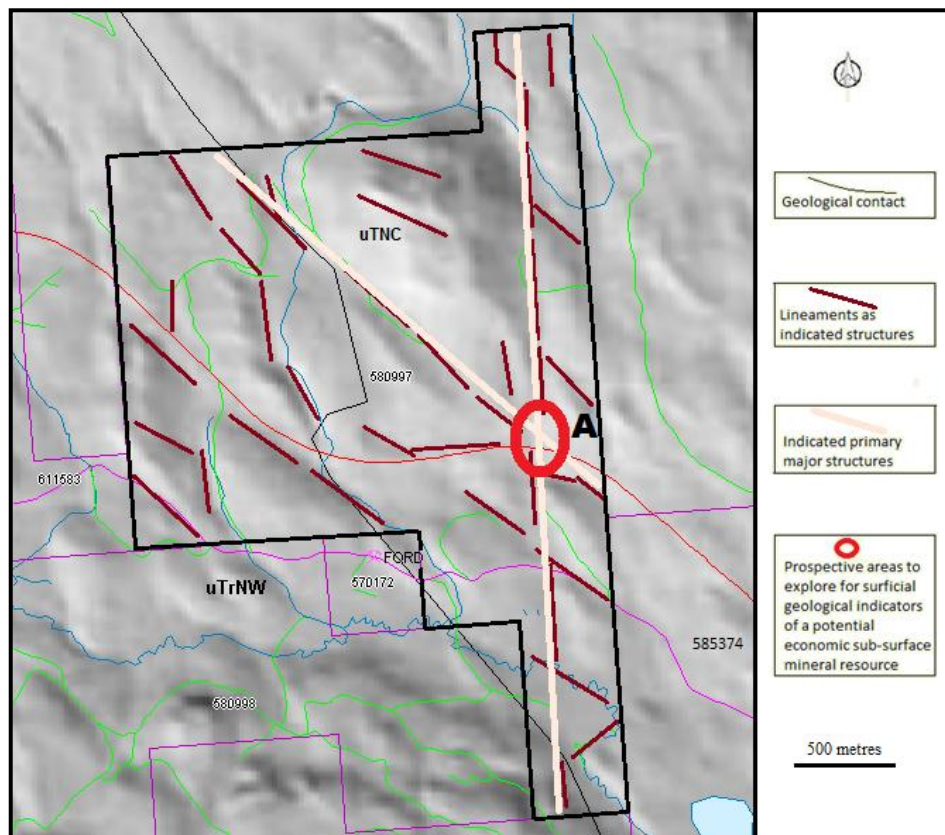 uTNC
580997
A
611583
FORD
570172
uTrNW
585374
580998
Geological contact
Lineaments as
indicated structures
Indicated primary
major structures
Prospective areas to
explore for surficial
geological indicators
of a potential
economic sub-surface
mineral resource
500 metres